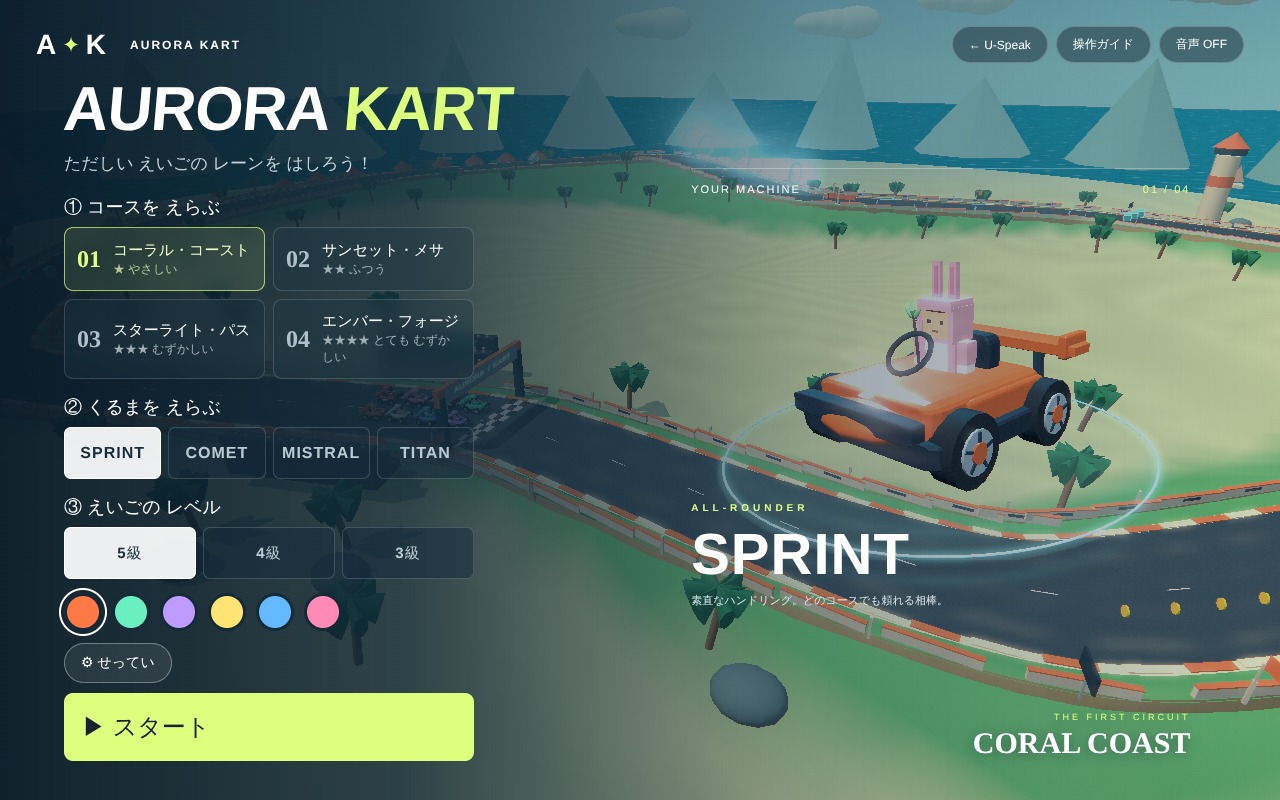 A ✦ K AURORA KART
← U-Speak
操作ガイド
音声 OFF
AURORA KART
ただしい えいごの レーンを はしろう！
① コースを えらぶ
01 コーラル・コースト
★ やさしい
02 サンセット・メサ
★★ ふつう
03 スターライト・パス
★★★ むずかしい
04 エンバー・フォージ
★★★★ とても むずか
しい
② くるまを えらぶ
SPRINT
COMET
MISTRAL
TITAN
③ えいごの レベル
5級
4級
3級
⚙ せってい
▶ スタート
YOUR MACHINE
01 / 04
AURORA / KART
ALL-ROUNDER
SPRINT
素直なハンドリング。どのコースでも頼れる相棒。
THE FIRST CIRCUIT
CORAL COAST